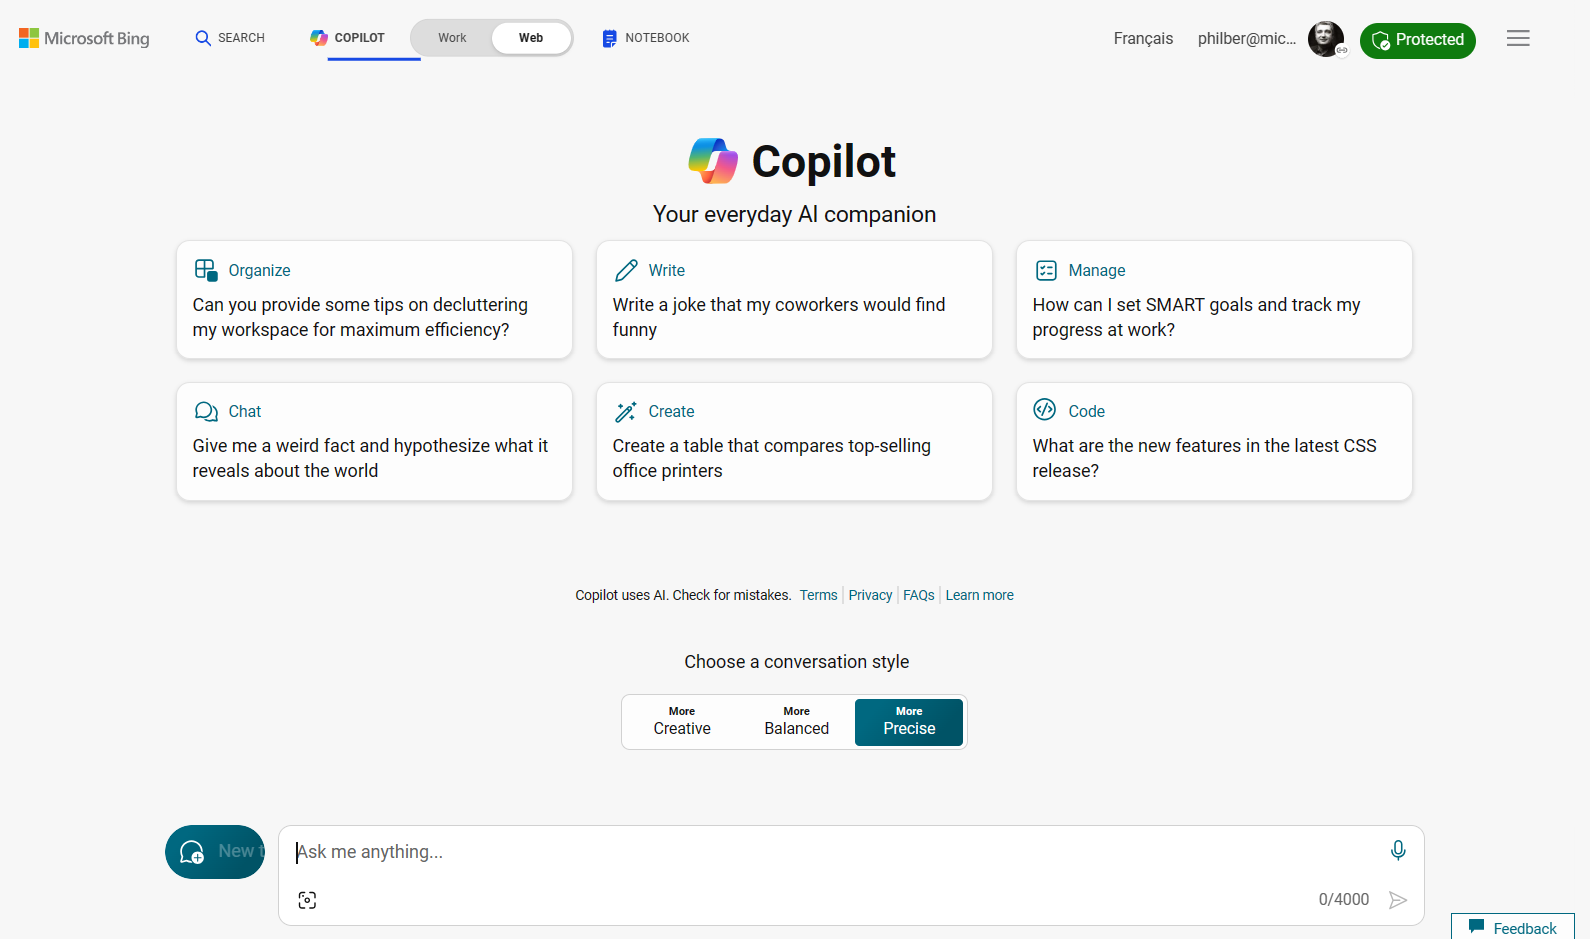 Microsoft Bing
SEARCH
COPILOT
Work
Web
NOTEBOOK
Français
philber@mic...
Protected
Copilot
Your everyday AI companion
Organize
Can you provide some tips on decluttering
my workspace for maximum efficiency?
Write
Write a joke that my coworkers would find
funny
Manage
How can I set SMART goals and track my
progress at work?
Chat
Give me a weird fact and hypothesize what it
reveals about the world
Create
Create a table that compares top-selling
office printers
Code
What are the new features in the latest CSS
release?
Copilot uses AI. Check for mistakes. Terms Privacy FAQs Learn more
Choose a conversation style
More
Creative
More
Balanced
More
Precise
New t
Ask me anything...
0/4000
Feedback